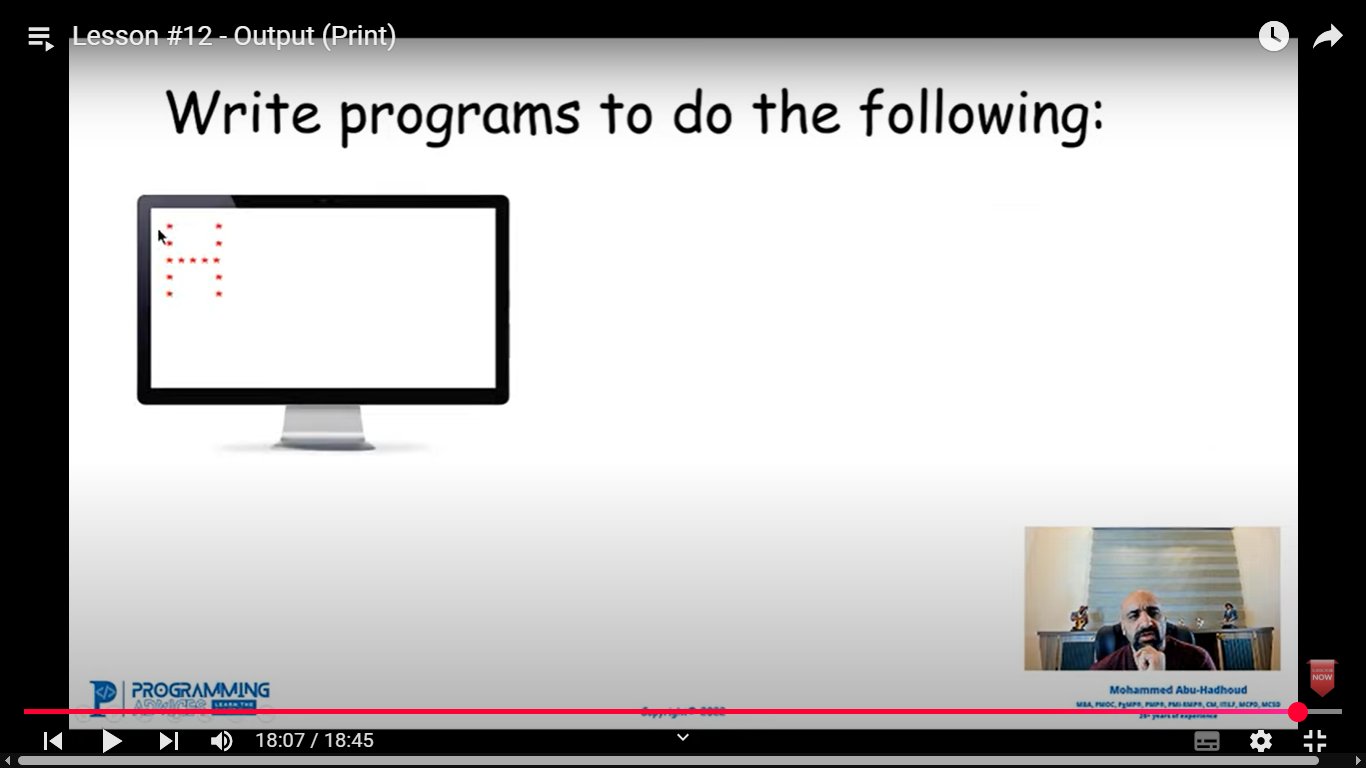 Lesson #12 - Output (Print)
Write programs to do the following:
*      *
*      *
* * * * *
*      *
*      *
PROGRAMMING
ADVICES LEARN THE
Copyright© 2022
Mohammed Abu-Hadhoud
MBA, PMOC, PgMP®, PMP®, PMI-RMP®, CM, ITILF, MCPD, MCSD
26+ years of experience
NOW
18:07 / 18:45